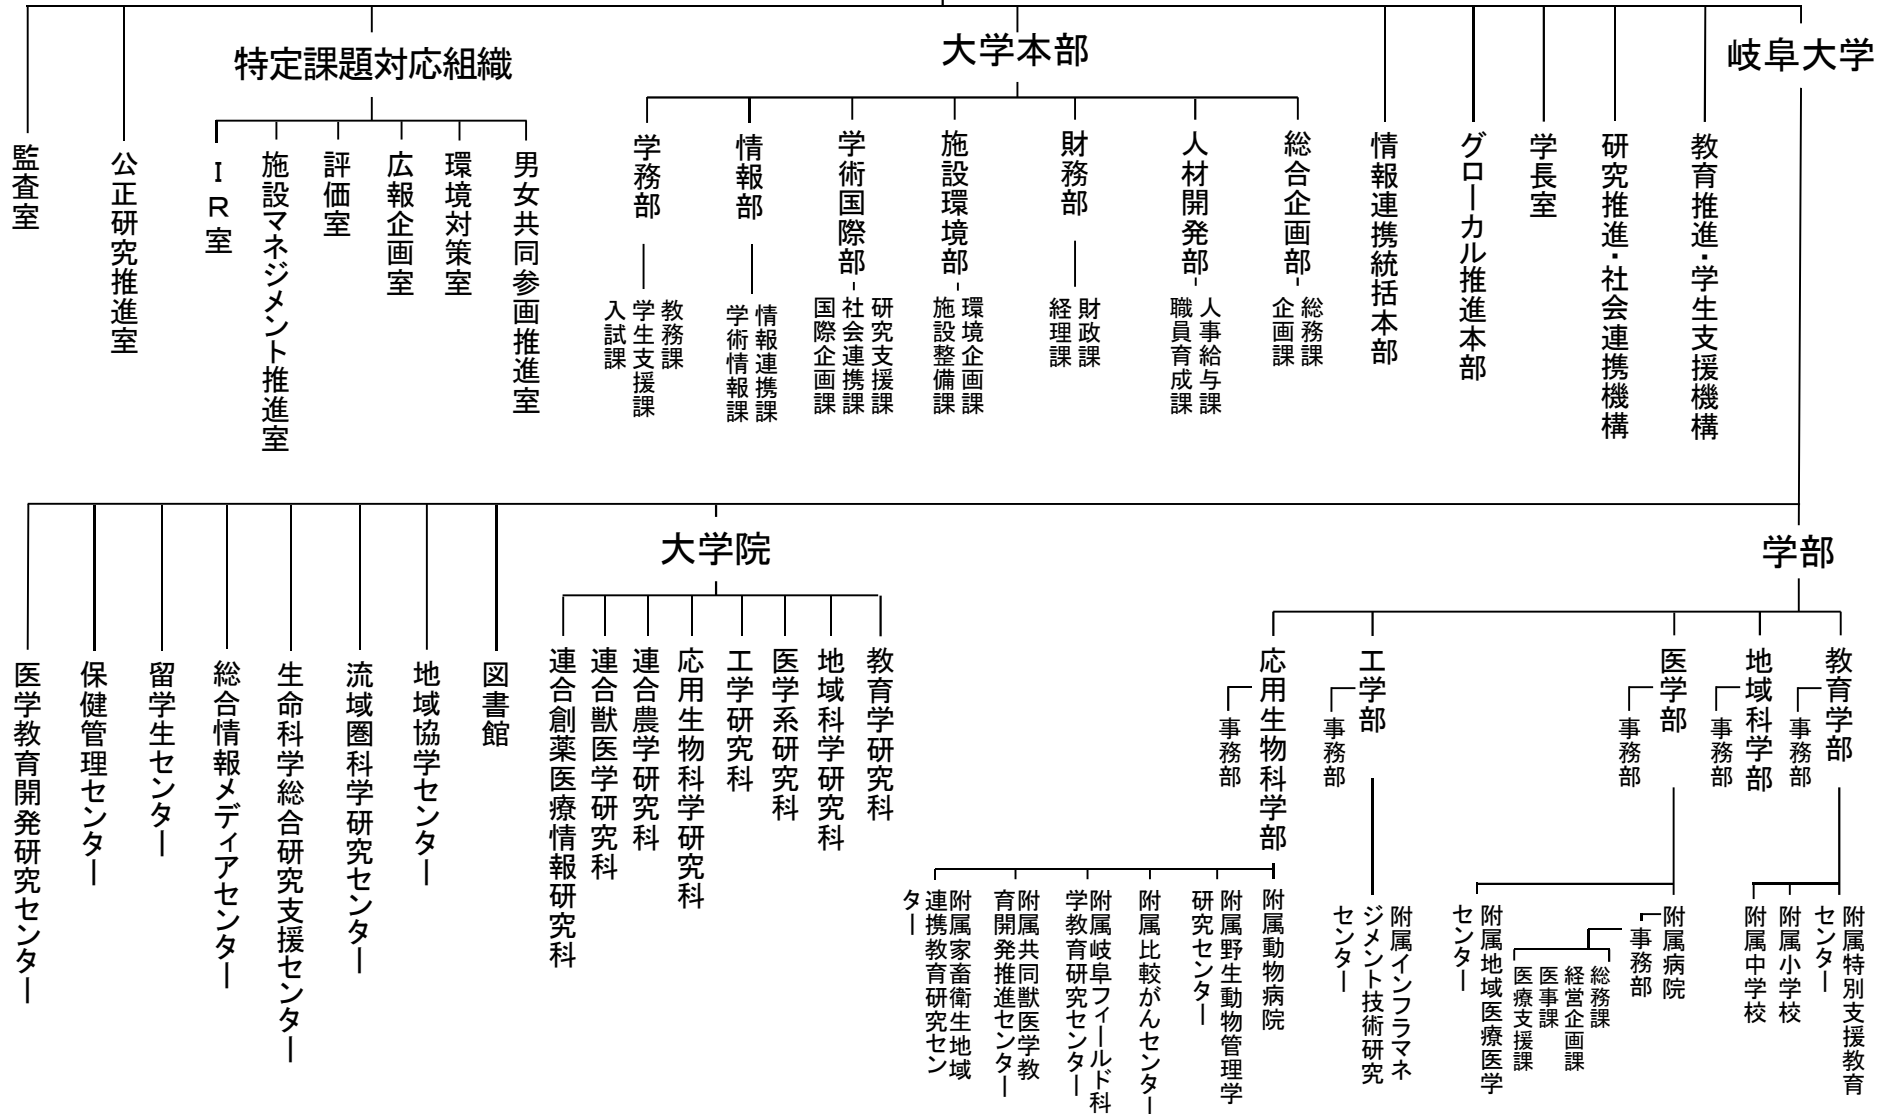 岐阜大学
教育推進・学生支援機構
研究推進・社会連携機構
学長室
グローカル推進本部
情報連携統括本部
大学本部
総合企画部
総務課
企画課
人材開発部
人事給与課
職員育成課
財務部
財政課
経理課
施設環境部
環境企画課
施設整備課
学術国際部
研究支援課
社会連携課
国際企画課
情報部
情報連携課
学術情報課
学務部
教務課
学生支援課
入試課
特定課題対応組織
男女共同参画推進室
環境対策室
広報企画室
評価室
施設マネジメント推進室
IR室
公正研究推進室
監査室
学部
教育学部
事務部
附属特別支援教育
センター
附属小学校
附属中学校
地域科学部
事務部
医学部
事務部
附属病院
事務部
総務課
経営企画課
医事課
医療支援課
附属地域医療医学
センター
工学部
事務部
附属インフラマネ
ジメント技術研究
センター
応用生物科学部
事務部
附属動物病院
附属野生動物管理学
研究センター
附属比較がんセンター
附属岐阜フィールド科
学教育研究センター
附属共同獣医学教
育開発推進センター
附属家畜衛生地域
連携教育研究セン
ター
大学院
教育学研究科
地域科学研究科
医学系研究科
工学研究科
応用生物科学研究科
連合農学研究科
連合獣医学研究科
連合創薬医療情報研究科
図書館
地域協学センター
流域圏科学研究センター
生命科学総合研究支援センター
総合情報メディアセンター
留学生センター
保健管理センター
医学教育開発研究センター